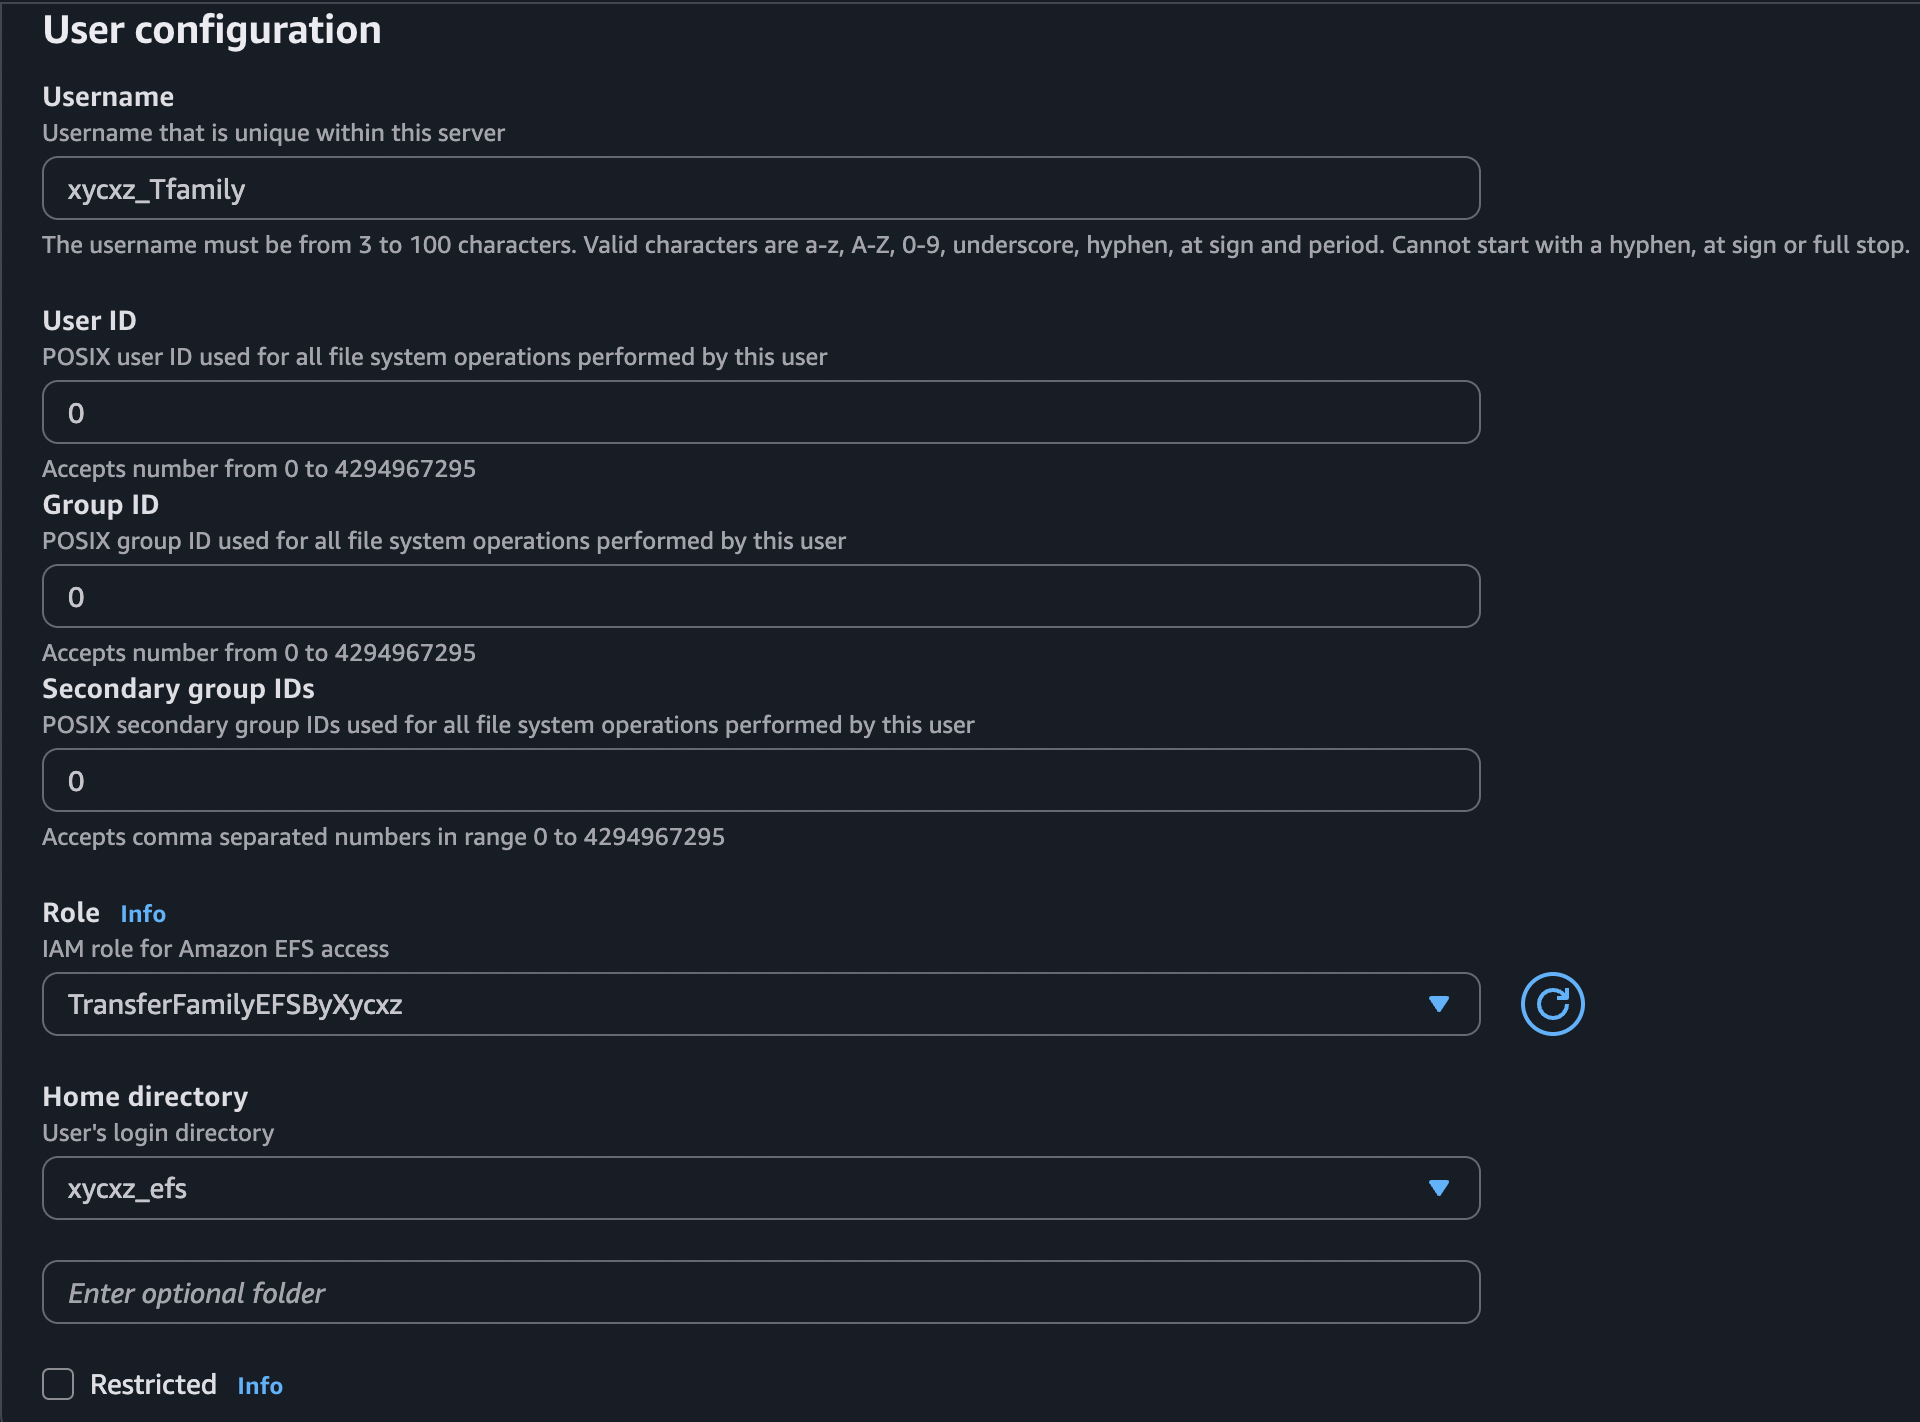 User configuration
Username
Username that is unique within this server
xycxz_Tfamily
The username must be from 3 to 100 characters. Valid characters are a-z, A-Z, 0-9, underscore, hyphen, at sign and period. Cannot start with a hyphen, at sign or full stop.
User ID
POSIX user ID used for all file system operations performed by this user
0
Accepts number from 0 to 4294967295
Group ID
POSIX group ID used for all file system operations performed by this user
0
Accepts number from 0 to 4294967295
Secondary group IDs
POSIX secondary group IDs used for all file system operations performed by this user
0
Accepts comma separated numbers in range 0 to 4294967295
Role Info
IAM role for Amazon EFS access
TransferFamilyEFSByXycxz
Home directory
User's login directory
xycxz_efs
Enter optional folder
Restricted Info